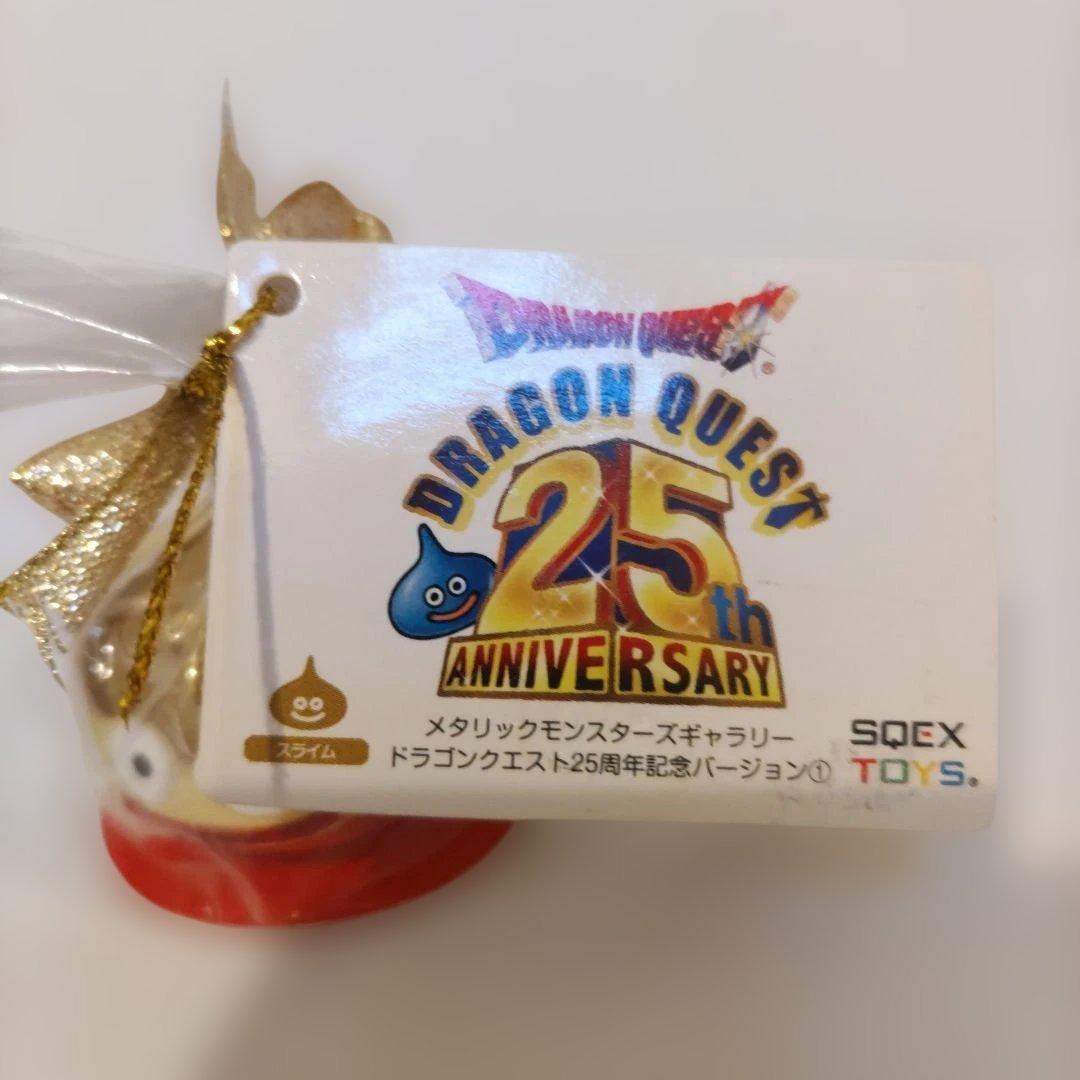 DRAGON QUEST
®
DRAGON QUEST
25th
ANNIVERSARY
スライム
メタリックモンスターズギャラリー
ドラゴンクエスト25周年記念バージョン①
SQEX
TOYS®